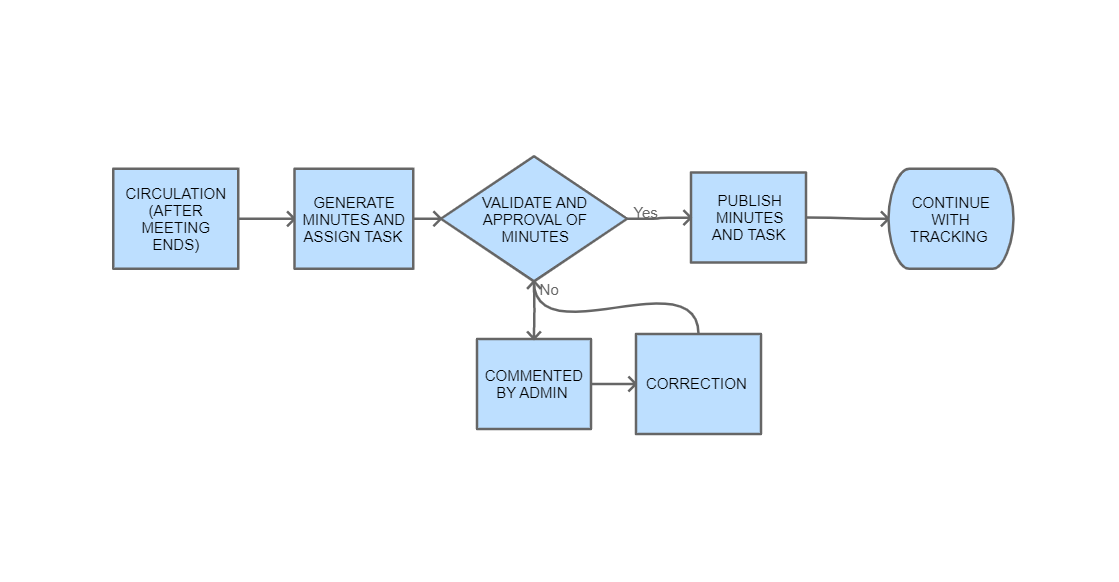 CIRCULATION
(AFTER
MEETING
ENDS)
GENERATE
MINUTES AND
ASSIGN TASK
VALIDATE AND
APPROVAL OF
MINUTES
Yes
PUBLISH
MINUTES
AND TASK
CONTINUE
WITH
TRACKING
No
COMMENTED
BY ADMIN
CORRECTION